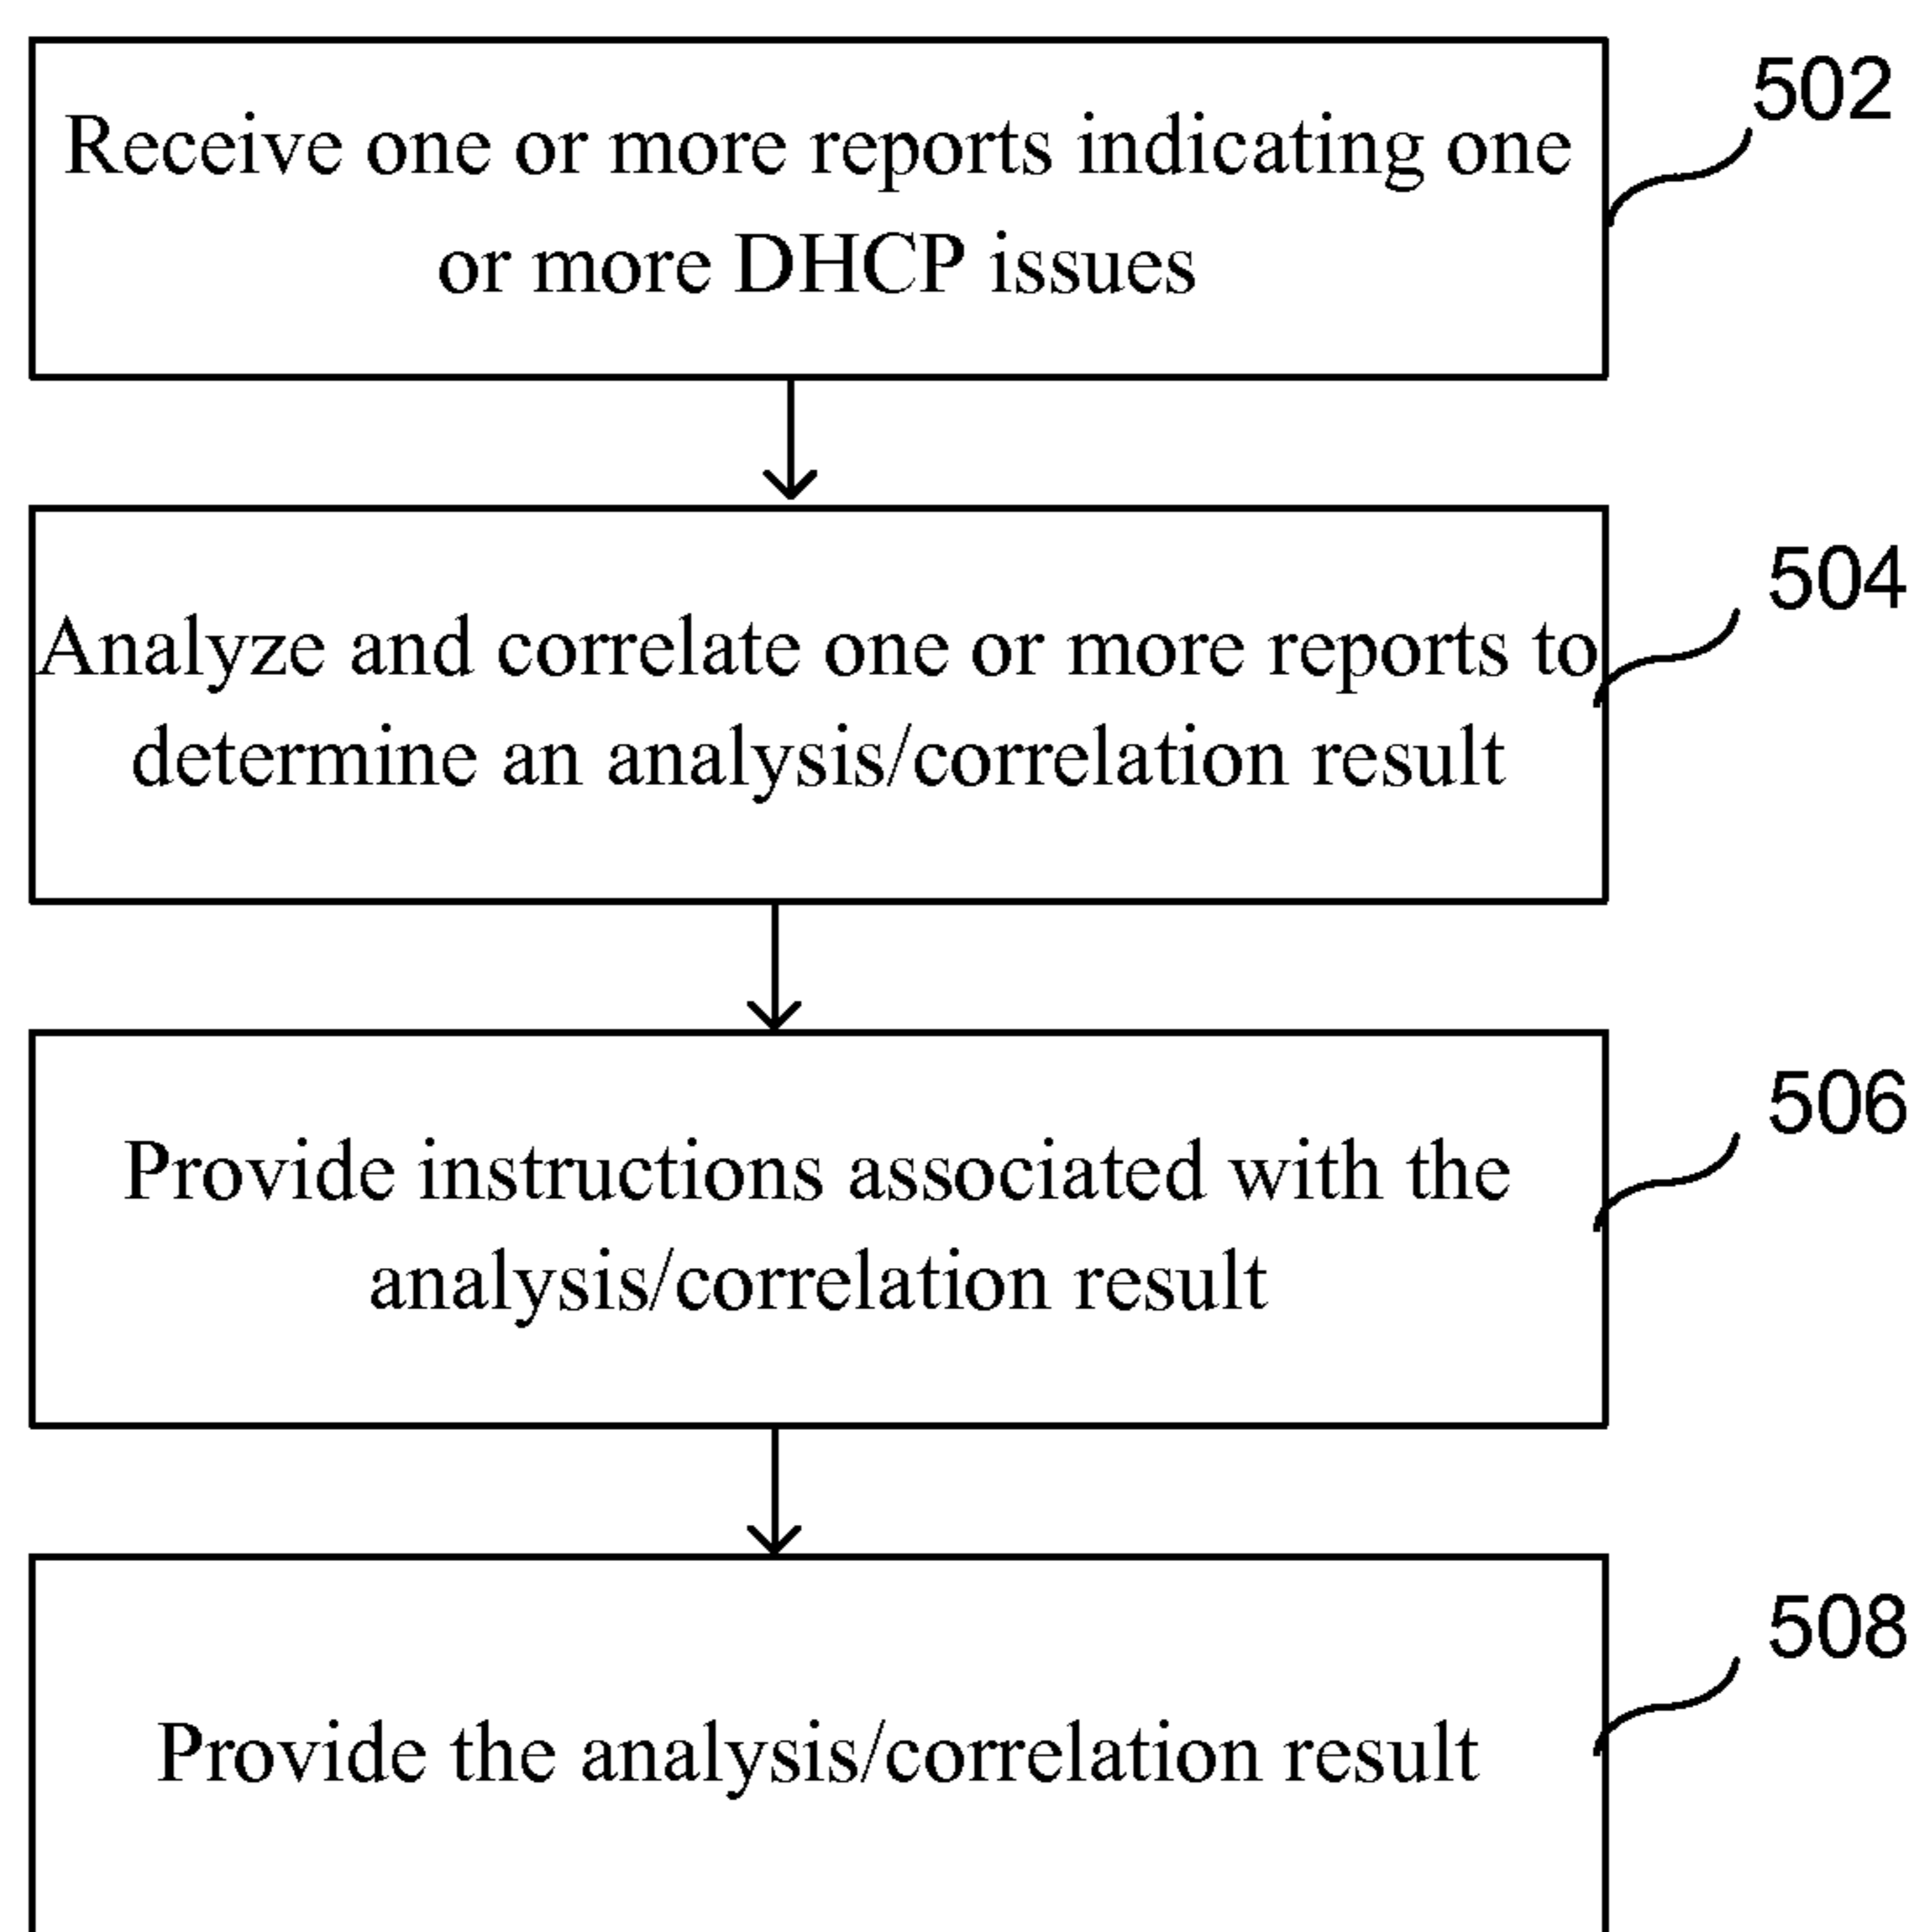 502
Receive one or more reports indicating one
or more DHCP issues
504
Analyze and correlate one or more reports to
determine an analysis/correlation result
506
Provide instructions associated with the
analysis/correlation result
508
Provide the analysis/correlation result